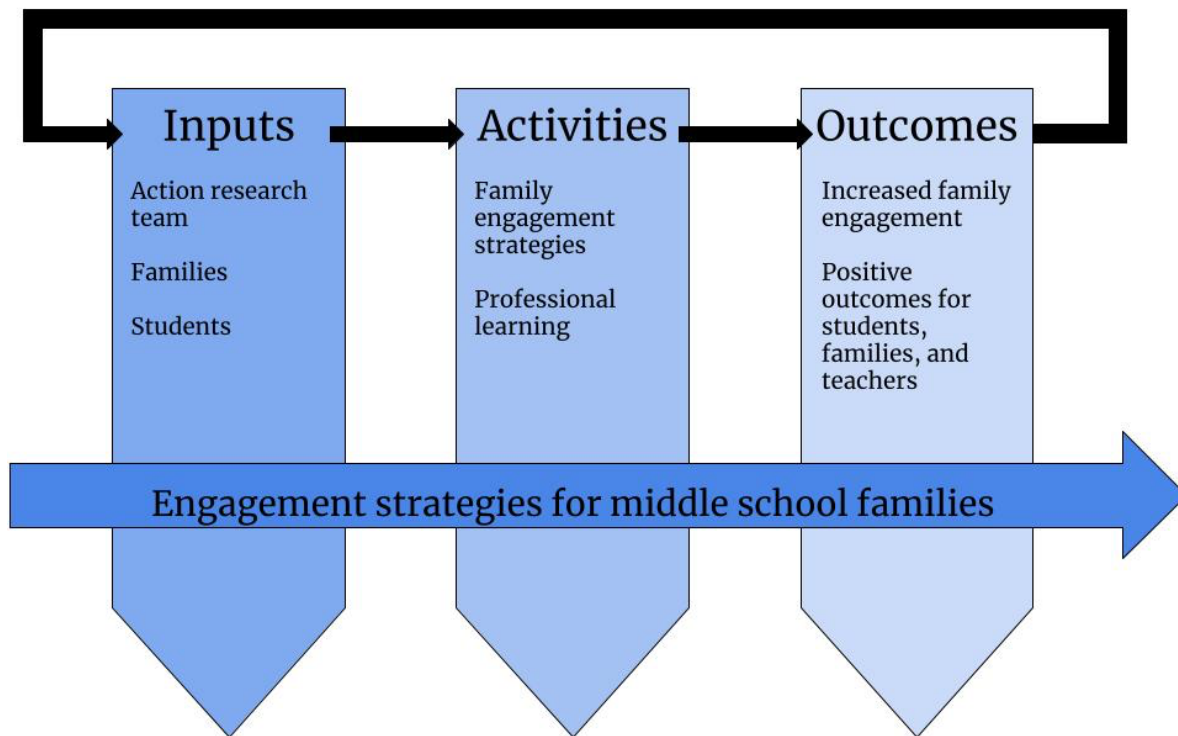 Inputs
Action research
team
Families
Students
Activities
Family
engagement
strategies
Professional
learning
Outcomes
Increased family
engagement
Positive
outcomes for
students,
families, and
teachers
Engagement strategies for middle school families